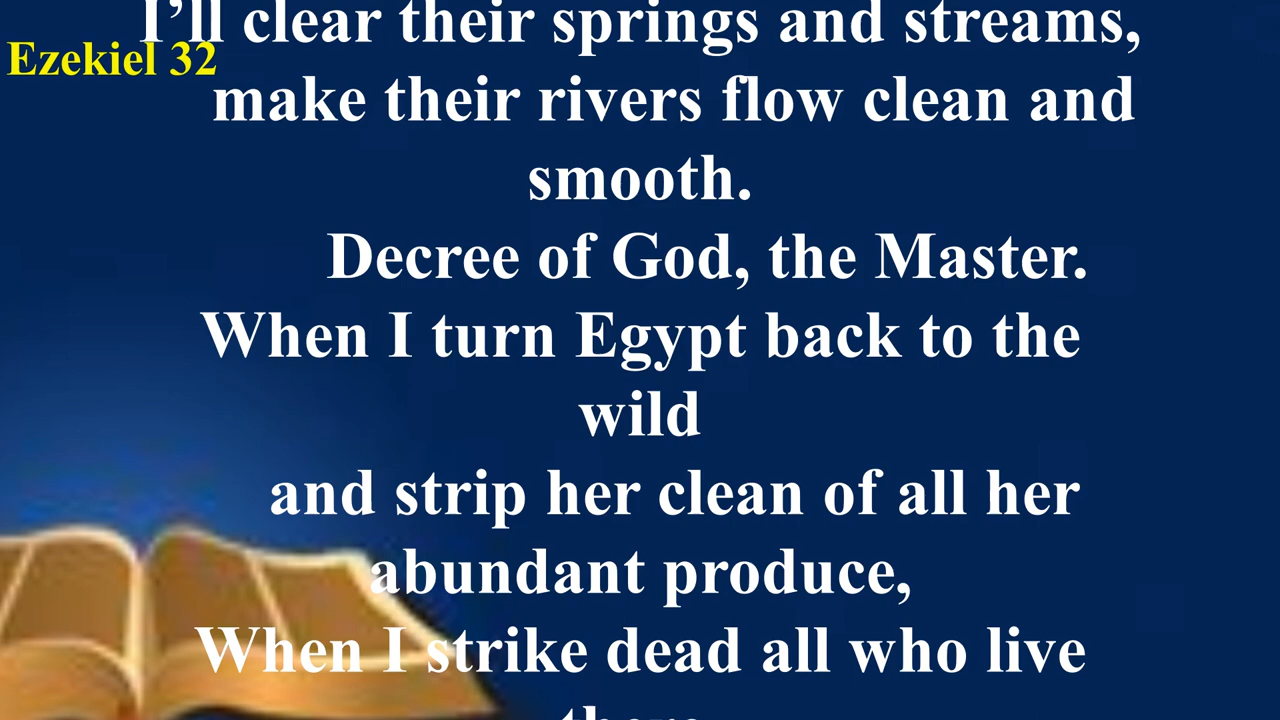 I’ll clear their springs and streams,
Ezekiel 32
make their rivers flow clean and
smooth.
Decree of God, the Master.
When I turn Egypt back to the
wild
and strip her clean of all her
abundant produce,
When I strike dead all who live
there